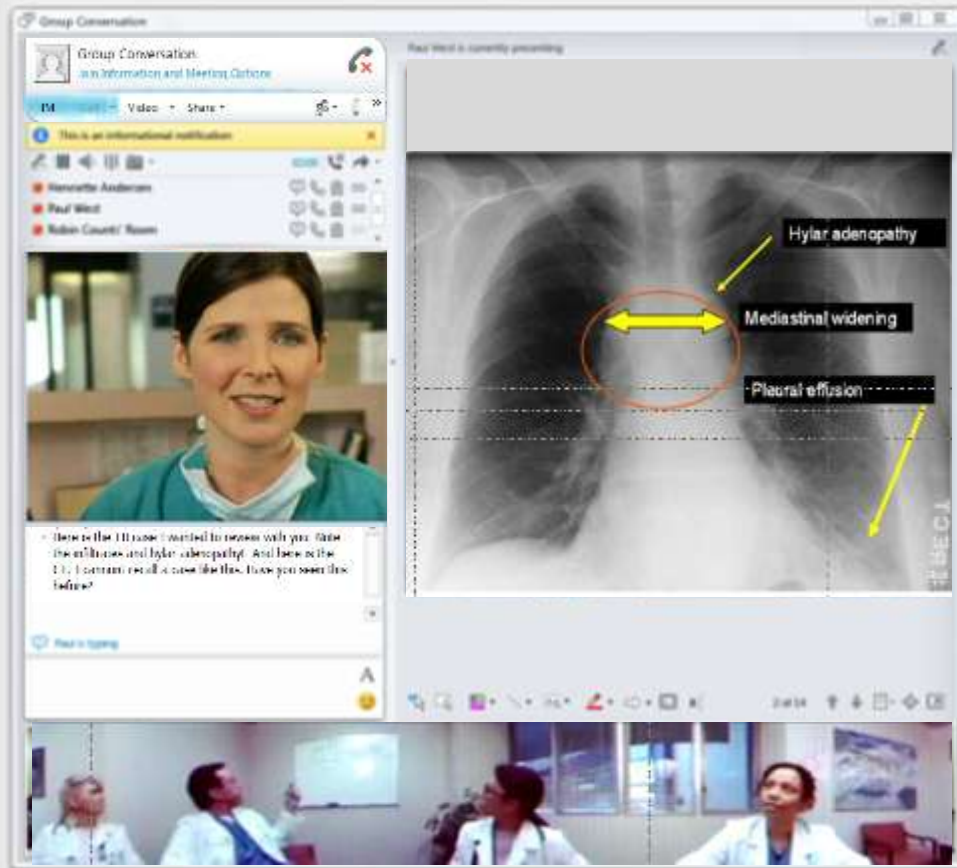 Group Conversation
Group Conversation
Join Information and Meeting Options
Paul West is currently presenting
IM
Video
Share
This is an informational notification
Henriette Andersen
Paul West
Robin Counts' Room
Hylar adenopathy
Mediastinal widening
Pleural effusion
Here is the TB case I wanted to review with you. Note
the infiltrates and hylar adenopathy. And here is the
CT. I cannot recall a case like this. Have you seen this
before?
Paul is typing
A